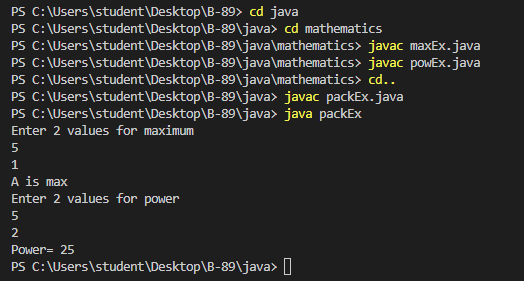 PS C:\Users\student\Desktop\B-89> cd java
PS C:\Users\student\Desktop\B-89\java> cd mathematics
PS C:\Users\student\Desktop\B-89\java\mathematics> javac maxEx.java
PS C:\Users\student\Desktop\B-89\java\mathematics> javac powEx.java
PS C:\Users\student\Desktop\B-89\java\mathematics> cd..
PS C:\Users\student\Desktop\B-89\java> javac packEx.java
PS C:\Users\student\Desktop\B-89\java> java packEx
Enter 2 values for maximum
5
1
A is max
Enter 2 values for power
5
2
Power= 25
PS C:\Users\student\Desktop\B-89\java>